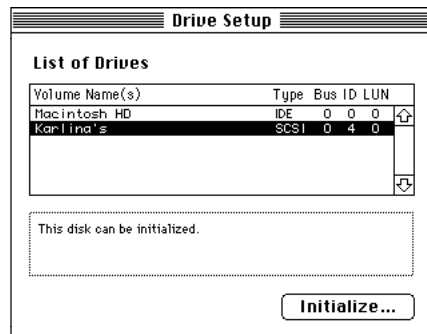 Drive Setup
List of Drives
Volume Name(s) Type Bus ID LUN
Macintosh HD IDE 0 0 0
Karlina's SCSI 0 4 0
This disk can be initialized.
Initialize...